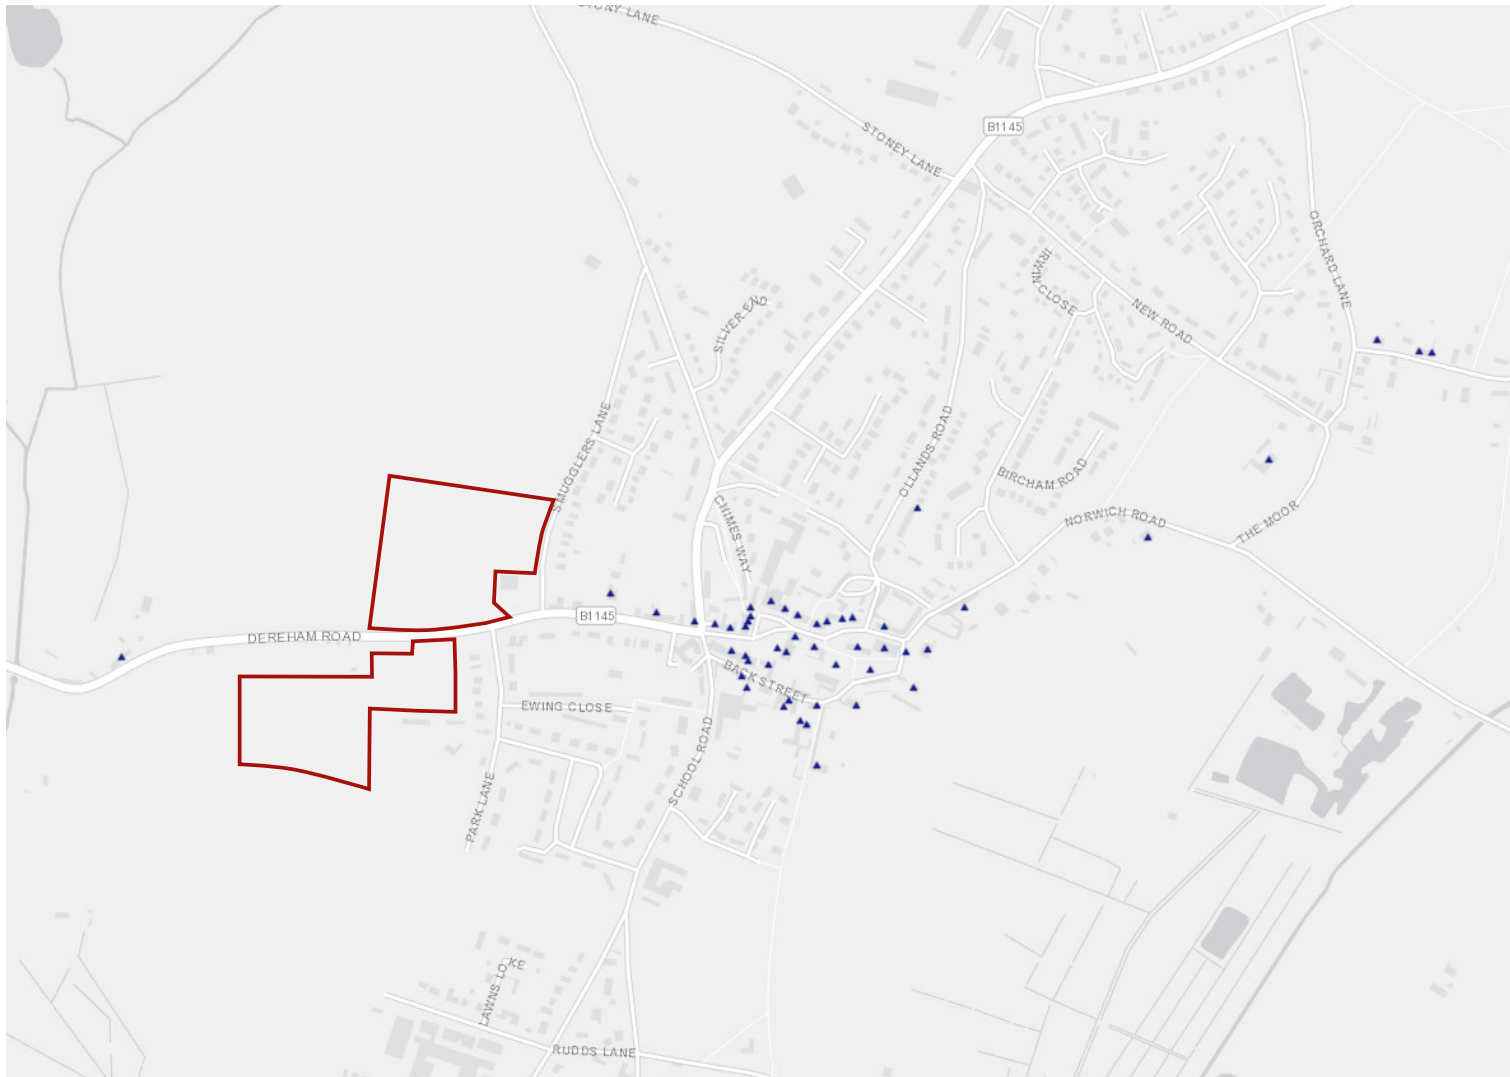 STONY LANE
B1145
STONEY LANE
ORCHARD LANE
IRWIN CLOSE
SILVER END
NEW ROAD
SMUGGLERS LANE
OLLANDS ROAD
BIRCHAM ROAD
CHIMES WAY
NORWICH ROAD
THE MOOR
B1145
DEREHAM ROAD
BACK STREET
EWING CLOSE
SCHOOL ROAD
PARK LANE
LAWNS LOKE
RUDDS LANE